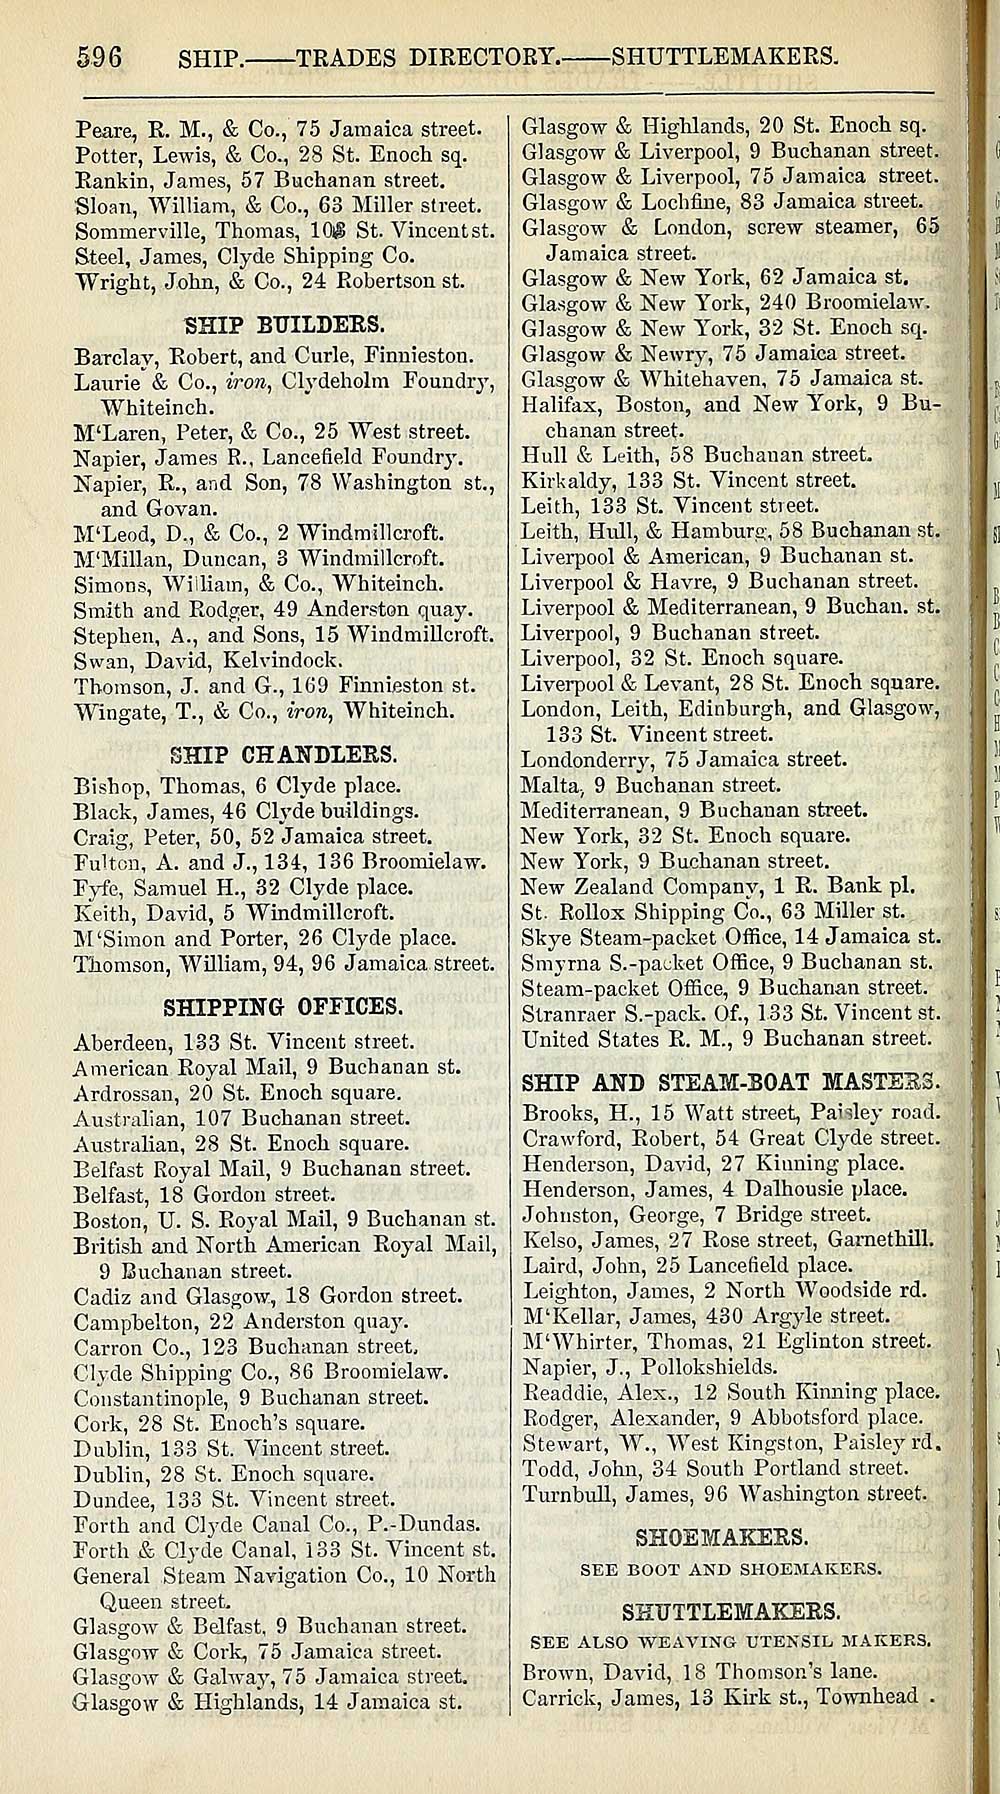 596 SHIP.——TRADES DIRECTORY.——SHUTTLEMAKERS.
Peare, R. M., & Co., 75 Jamaica street.
Potter, Lewis, & Co., 28 St. Enoch sq.
Rankin, James, 57 Buchanan street.
Sloan, William, & Co., 63 Miller street.
Sommerville, Thomas, St. Vincent st.
Steel, James, Clyde Shipping Co.
Wright, John, & Co., 24 Robertson st.
SHIP BUILDERS.
Barclay, Robert, and Curle, Finnieston.
Laurie & Co., iron, Clydeholm Foundry,
Whiteinch.
M'Laren, Peter, & Co., 25 West street.
Napier, James R., Lancefield Foundry.
Napier, R., and Son, 78 Washington st.,
and Govan.
M'Leod, D., & Co., 2 Windmillcroft.
M'Millan, Duncan, 3 Windmillcroft.
Simons, William, & Co., Whiteinch.
Smith and Rodger, 49 Anderston quay.
Stephen, A., and Sons, 15 Windmillcroft.
Swan, David, Kelvindock.
Thomson, J. and G., 169 Finnieston st.
Wingate, T., & Co., iron, Whiteinch.
SHIP CHANDLERS.
Bishop, Thomas, 6 Clyde place.
Black, James, 46 Clyde buildings.
Craig, Peter, 50, 52 Jamaica street.
Fulton, A. and J., 134, 136 Broomielaw.
Fyfe, Samuel H., 32 Clyde place.
Keith, David, 5 Windmillcroft.
M'Simon and Porter, 26 Clyde place.
Thomson, William, 94, 96 Jamaica street.
SHIPPING OFFICES.
Aberdeen, 133 St. Vincent street.
American Royal Mail, 9 Buchanan st.
Ardrossan, 20 St. Enoch square.
Australian, 107 Buchanan street.
Australian, 28 St. Enoch square.
Belfast Royal Mail, 9 Buchanan street.
Belfast, 18 Gordon street.
Boston, U. S. Royal Mail, 9 Buchanan st.
British and North American Royal Mail,
9 Buchanan street.
Cadiz and Glasgow, 18 Gordon street.
Campbelton, 22 Anderston quay.
Carron Co., 123 Buchanan street.
Clyde Shipping Co., 86 Broomielaw.
Constantinople, 9 Buchanan street.
Cork, 28 St. Enoch's square.
Dublin, 133 St. Vincent street.
Dublin, 28 St. Enoch square.
Dundee, 133 St. Vincent street.
Forth and Clyde Canal Co., P.-Dundas.
Forth & Clyde Canal, 133 St. Vincent st.
General Steam Navigation Co., 10 North
Queen street.
Glasgow & Belfast, 9 Buchanan street.
Glasgow & Cork, 75 Jamaica street.
Glasgow & Galway, 75 Jamaica street.
Glasgow & Highlands, 14 Jamaica st.
Glasgow & Highlands, 20 St. Enoch sq.
Glasgow & Liverpool, 9 Buchanan street.
Glasgow & Liverpool, 75 Jamaica street.
Glasgow & Lochfine, 83 Jamaica street.
Glasgow & London, screw steamer, 65
Jamaica street.
Glasgow & New York, 62 Jamaica st.
Glasgow & New York, 240 Broomielaw.
Glasgow & New York, 32 St. Enoch sq.
Glasgow & Newry, 75 Jamaica street.
Glasgow & Whitehaven, 75 Jamaica st.
Halifax, Boston, and New York, 9 Bu-
chanan street.
Hull & Leith, 58 Buchanan street.
Kirkaldy, 133 St. Vincent street.
Leith, 133 St. Vincent street.
Leith, Hull, & Hamburg, 58 Buchanan st.
Liverpool & American, 9 Buchanan st.
Liverpool & Havre, 9 Buchanan street.
Liverpool & Mediterranean, 9 Buchan. st.
Liverpool, 9 Buchanan street.
Liverpool, 32 St. Enoch square.
Liverpool & Levant, 28 St. Enoch square.
London, Leith, Edinburgh, and Glasgow,
133 St. Vincent street.
Londonderry, 75 Jamaica street.
Malta, 9 Buchanan street.
Mediterranean, 9 Buchanan street.
New York, 32 St. Enoch square.
New York, 9 Buchanan street.
New Zealand Company, 1 R. Bank pl.
St. Rollox Shipping Co., 63 Miller st.
Skye Steam-packet Office, 14 Jamaica st.
Smyrna S.-packet Office, 9 Buchanan st.
Steam-packet Office, 9 Buchanan street.
Stranraer S.-pack. Of., 133 St. Vincent st.
United States R. M., 9 Buchanan street.
SHIP AND STEAM-BOAT MASTERS.
Brooks, H., 15 Watt street, Paisley road.
Crawford, Robert, 54 Great Clyde street.
Henderson, David, 27 Kinning place.
Henderson, James, 4 Dalhousie place.
Johnston, George, 7 Bridge street.
Kelso, James, 27 Rose street, Garnethill.
Laird, John, 25 Lancefield place.
Leighton, James, 2 North Woodside rd.
M'Kellar, James, 430 Argyle street.
M'Whirter, Thomas, 21 Eglinton street.
Napier, J., Pollokshields.
Readdie, Alex., 12 South Kinning place.
Rodger, Alexander, 9 Abbotsford place.
Stewart, W., West Kingston, Paisley rd.
Todd, John, 34 South Portland street.
Turnbull, James, 96 Washington street.
SHOEMAKERS.
SEE BOOT AND SHOEMAKERS.
SHUTTLEMAKERS.
SEE ALSO WEAVING UTENSIL MAKERS.
Brown, David, 18 Thomson's lane.
Carrick, James, 13 Kirk st., Townhead .